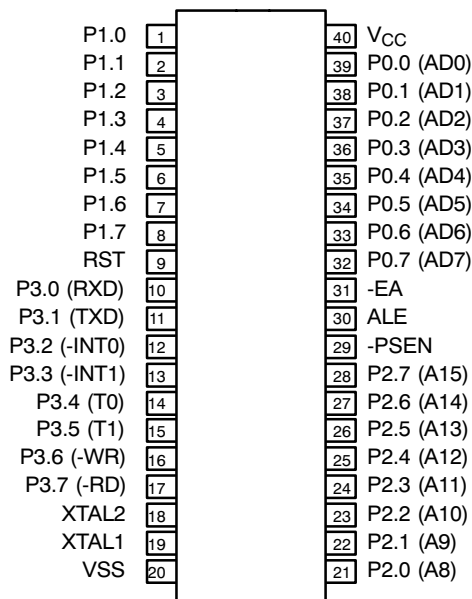 P1.0 1 40 VCC
P1.1 2 39 P0.0 (AD0)
P1.2 3 38 P0.1 (AD1)
P1.3 4 37 P0.2 (AD2)
P1.4 5 36 P0.3 (AD3)
P1.5 6 35 P0.4 (AD4)
P1.6 7 34 P0.5 (AD5)
P1.7 8 33 P0.6 (AD6)
RST 9 32 P0.7 (AD7)
P3.0 (RXD) 10 31 -EA
P3.1 (TXD) 11 30 ALE
P3.2 (-INT0) 12 29 -PSEN
P3.3 (-INT1) 13 28 P2.7 (A15)
P3.4 (T0) 14 27 P2.6 (A14)
P3.5 (T1) 15 26 P2.5 (A13)
P3.6 (-WR) 16 25 P2.4 (A12)
P3.7 (-RD) 17 24 P2.3 (A11)
XTAL2 18 23 P2.2 (A10)
XTAL1 19 22 P2.1 (A9)
VSS 20 21 P2.0 (A8)